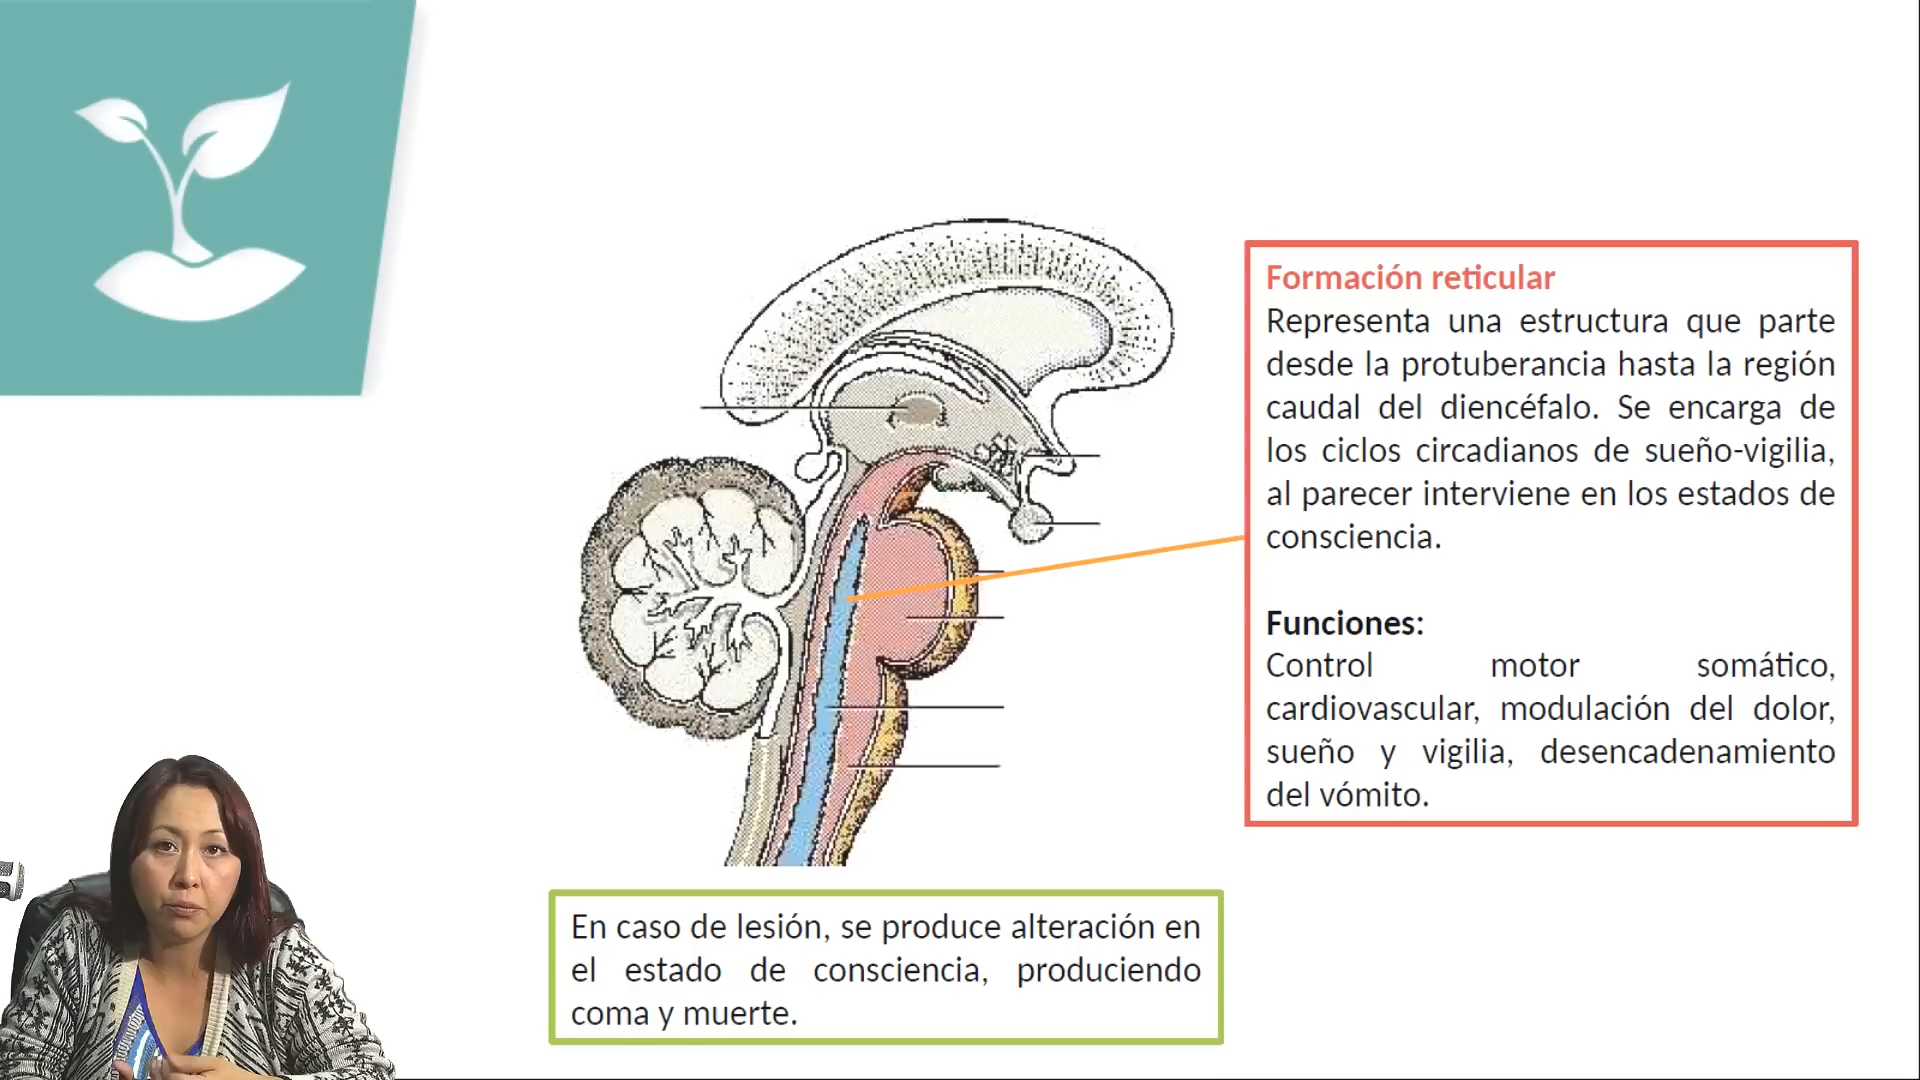 Formación reticular
Representa una estructura que parte
desde la protuberancia hasta la región
caudal del diencéfalo. Se encarga de
los ciclos circadianos de sueño-vigilia,
al parecer interviene en los estados de
consciencia.
Funciones:
Control motor somático,
cardiovascular, modulación del dolor,
sueño y vigilia, desencadenamiento
del vómito.
En caso de lesión, se produce alteración en
el estado de consciencia, produciendo
coma y muerte.